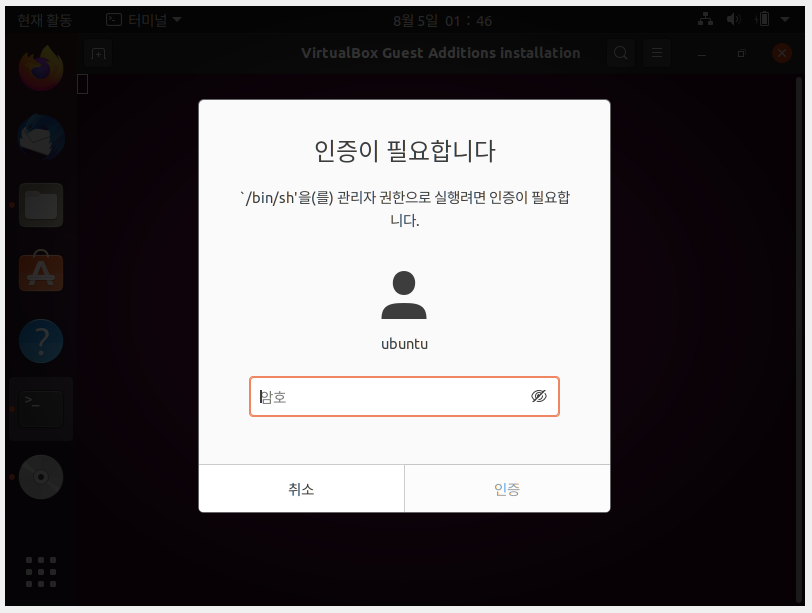 현재 활동
터미널
8월 5일 01 : 46
VirtualBox Guest Additions installation
인증이 필요합니다
`/bin/sh'을(를) 관리자 권한으로 실행려면 인증이 필요합
니다.
ubuntu
암호
취소
인증